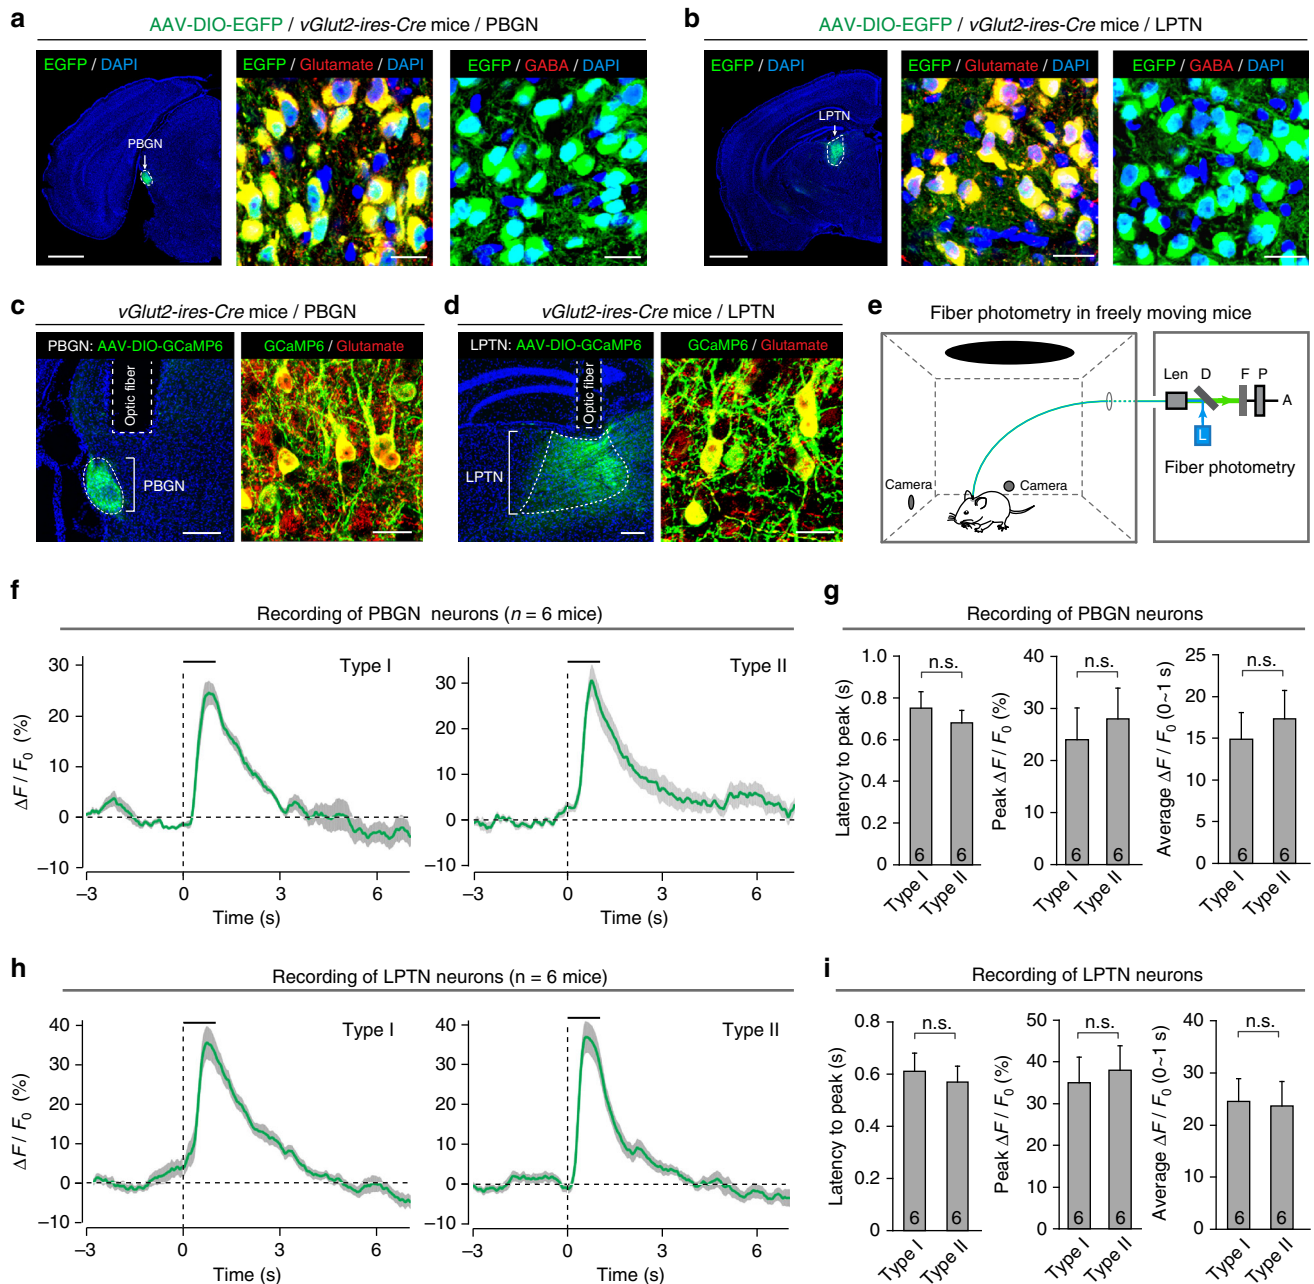 a
AAV-DIO-EGFP / vGlut2-ires-Cre mice / PBGN
EGFP / DAPI
PBGN
EGFP / Glutamate / DAPI
EGFP / GABA / DAPI
b
AAV-DIO-EGFP / vGlut2-ires-Cre mice / LPTN
EGFP / DAPI
LPTN
EGFP / Glutamate / DAPI
EGFP / GABA / DAPI
c
vGlut2-ires-Cre mice / PBGN
PBGN: AAV-DIO-GCaMP6
Optic fiber
PBGN
GCaMP6 / Glutamate
d
vGlut2-ires-Cre mice / LPTN
LPTN: AAV-DIO-GCaMP6
Optic fiber
LPTN
GCaMP6 / Glutamate
e
Fiber photometry in freely moving mice
Camera
Camera
Len D F P
A
L
Fiber photometry
f
Recording of PBGN neurons (n = 6 mice)
Type I
ΔF / F0 (%)
30
20
10
0
–10
–3 0 3 6
Time (s)
Type II
30
20
10
0
–10
–3 0 3 6
Time (s)
g
Recording of PBGN neurons
Latency to peak (s)
1.0
0.8
0.6
0.4
0.2
0
n.s.
6 6
Type I Type II
Peak ΔF / F0 (%)
40
30
20
10
0
n.s.
6 6
Type I Type II
Average ΔF / F0 (0~1 s)
25
20
15
10
5
0
n.s.
6 6
Type I Type II
h
Recording of LPTN neurons (n = 6 mice)
Type I
ΔF / F0 (%)
40
30
20
10
0
–10
–3 0 3 6
Time (s)
Type II
40
30
20
10
0
–10
–3 0 3 6
Time (s)
i
Recording of LPTN neurons
Latency to peak (s)
0.8
0.6
0.4
0.2
0
n.s.
6 6
Type I Type II
Peak ΔF / F0 (%)
50
40
30
20
10
0
n.s.
6 6
Type I Type II
Average ΔF / F0 (0~1 s)
40
30
20
10
0
n.s.
6 6
Type I Type II